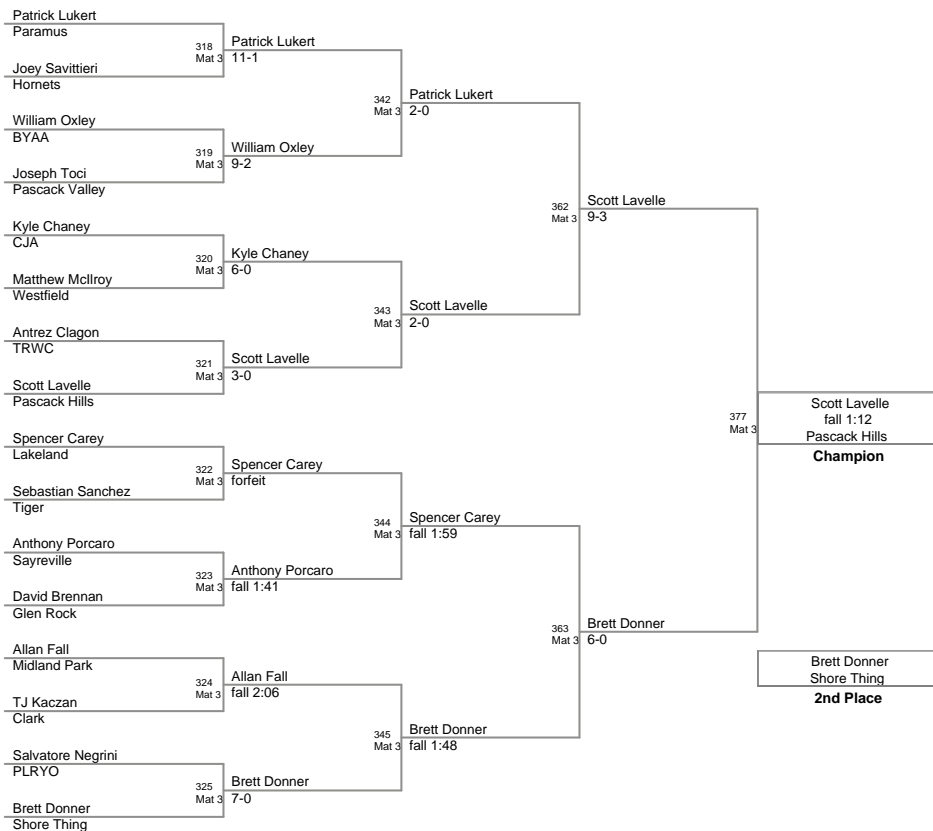 Patrick Lukert
Paramus
318
Mat 3
Patrick Lukert
11-1
Joey Savittieri
Hornets
342
Mat 3
Patrick Lukert
2-0
William Oxley
BYAA
319
Mat 3
William Oxley
9-2
Joseph Toci
Pascack Valley
362
Mat 3
Scott Lavelle
9-3
Kyle Chaney
CJA
320
Mat 3
Kyle Chaney
6-0
Matthew McIlroy
Westfield
343
Mat 3
Scott Lavelle
2-0
Antrez Clagon
TRWC
321
Mat 3
Scott Lavelle
3-0
Scott Lavelle
Pascack Hills
377
Mat 3
Scott Lavelle
fall 1:12
Pascack Hills
Champion
Spencer Carey
Lakeland
322
Mat 3
Spencer Carey
forfeit
Sebastian Sanchez
Tiger
344
Mat 3
Spencer Carey
fall 1:59
Anthony Porcaro
Sayreville
323
Mat 3
Anthony Porcaro
fall 1:41
David Brennan
Glen Rock
363
Mat 3
Brett Donner
6-0
Allan Fall
Midland Park
324
Mat 3
Allan Fall
fall 2:06
TJ Kaczan
Clark
345
Mat 3
Brett Donner
fall 1:48
Salvatore Negrini
PLRYO
325
Mat 3
Brett Donner
7-0
Brett Donner
Shore Thing
Brett Donner
Shore Thing
2nd Place